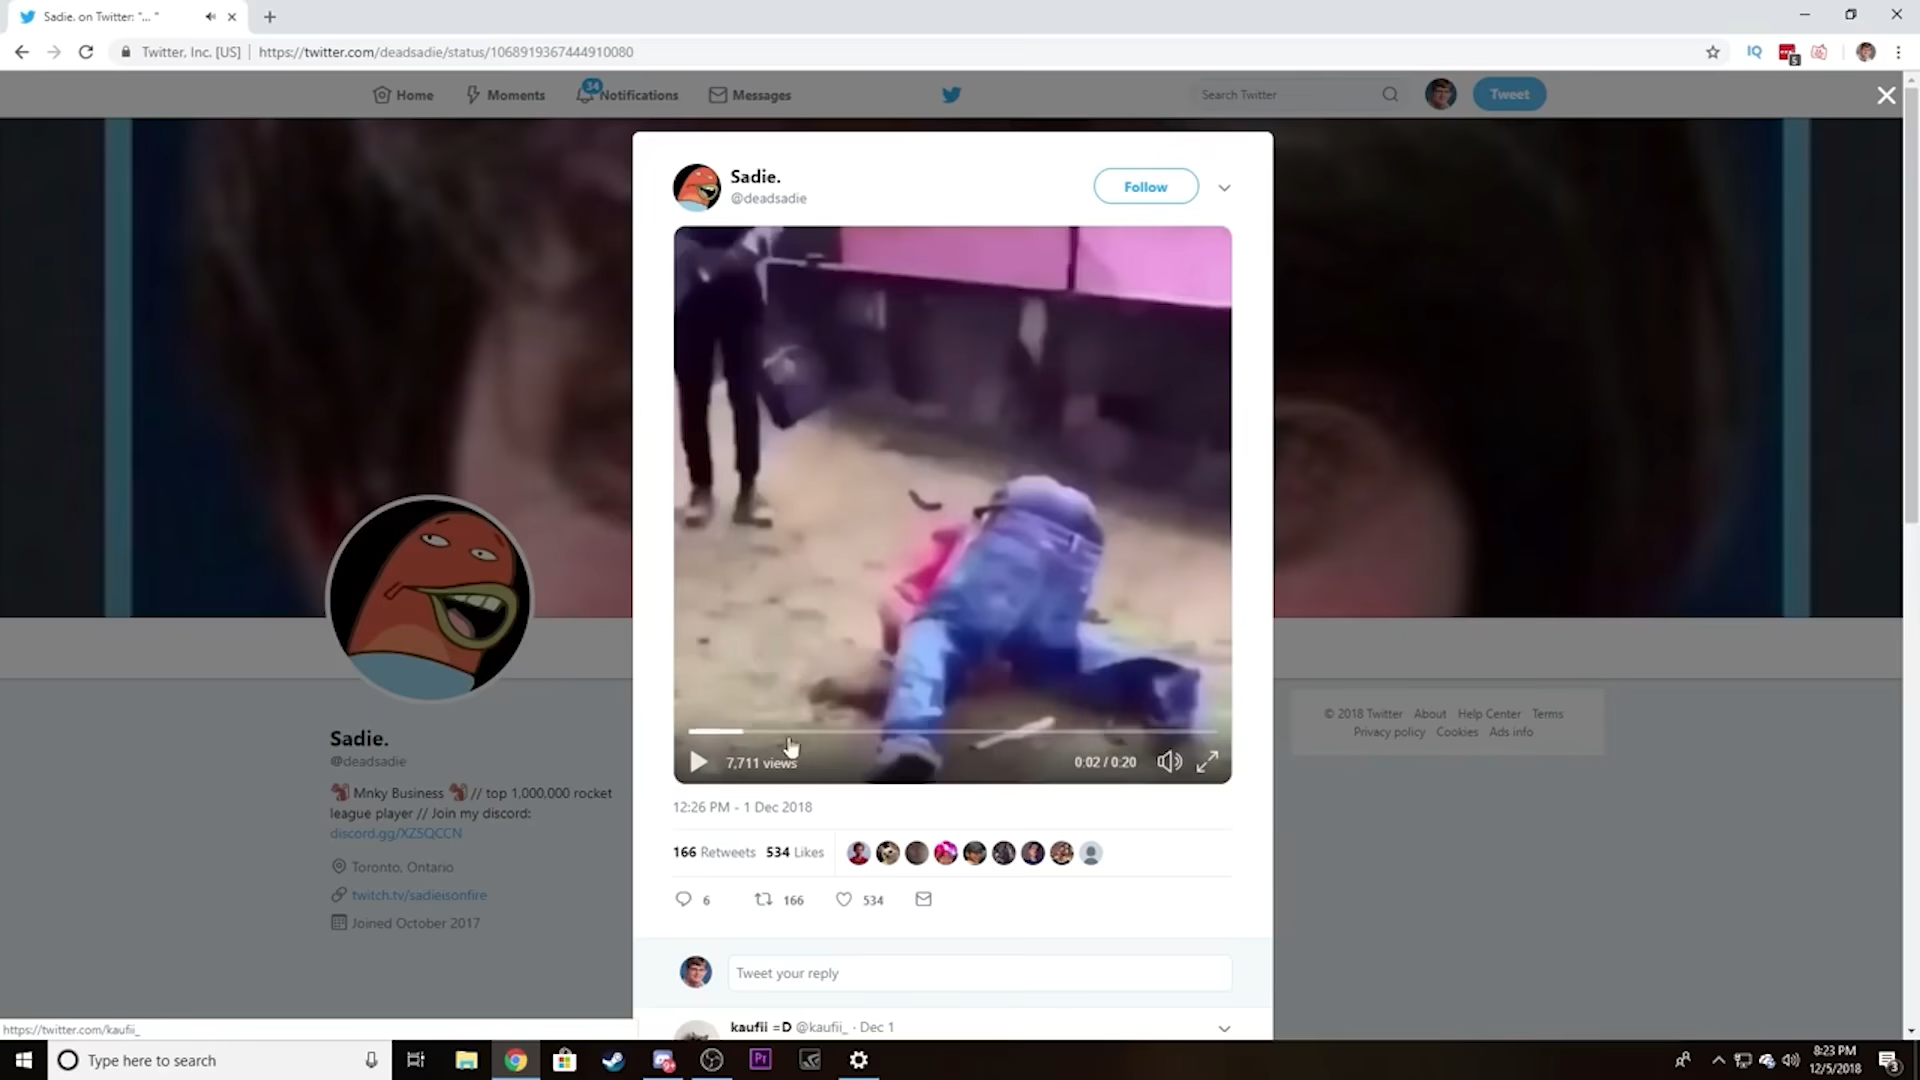 Sadie. on Twitter: "... "
Twitter, Inc. [US] | https://twitter.com/deadsadie/status/1068919367444910080
IQ
5
Home
Moments
34
Notifications
Messages
Search Twitter
Tweet
Sadie.
@deadsadie
Follow
7,711 views
0:02 / 0:20
12:26 PM - 1 Dec 2018
166 Retweets 534 Likes
6
166
534
Tweet your reply
kaufii =D @kaufii_ · Dec 1
Sadie.
@deadsadie
Mnky Business // top 1,000,000 rocket
league player // Join my discord:
discord.gg/XZ5QCCN
Toronto, Ontario
twitch.tv/sadieisonfire
Joined October 2017
© 2018 Twitter About Help Center Terms
Privacy policy Cookies Ads info
https://twitter.com/kaufii_
Type here to search
Pr
8:23 PM
12/5/2018
3